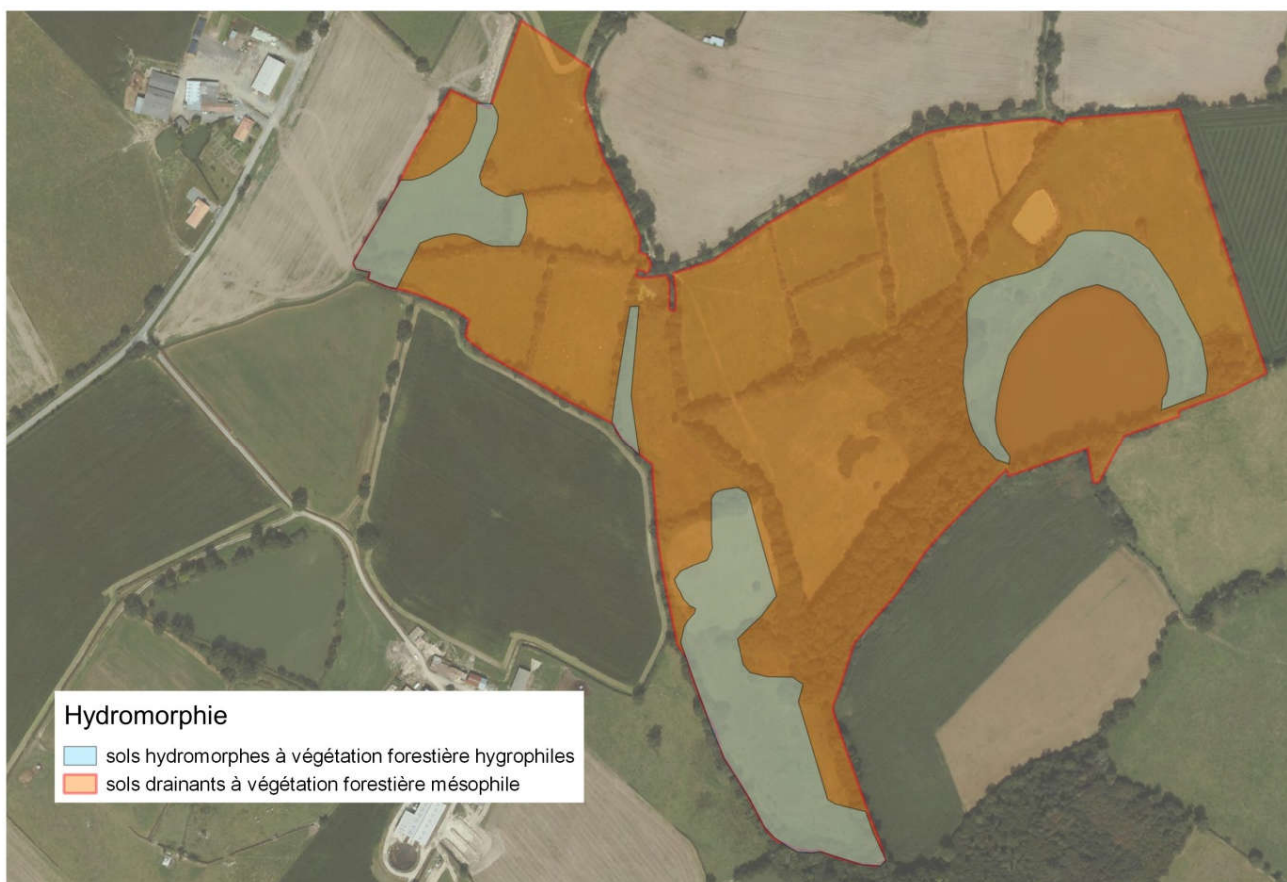 Hydromorphie
sols hydromorphes à végétation forestière hygrophiles
sols drainants à végétation forestière mésophile